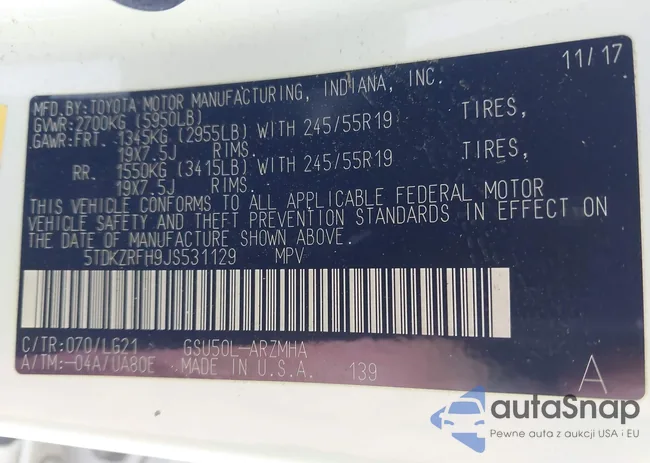 11/17
MFD.BY:TOYOTA MOTOR MANUFACTURING, INDIANA, INC.
GVWR:2700KG (5950LB)
.GAWR:FRT. 1345KG (2955LB) WITH 245/55R19 TIRES,
19X7.5J RIMS.
RR. 1550KG (3415LB) WITH 245/55R19 TIRES,
19X7.5J RIMS.
THIS VEHICLE CONFORMS TO ALL APPLICABLE FEDERAL MOTOR
VEHICLE SAFETY AND THEFT PREVENTION STANDARDS IN EFFECT ON
THE DATE OF MANUFACTURE SHOWN ABOVE.
5TDKZRFH9JS531129 MPV
C/TR:070/LG21 GSU50L-ARZMHA
A/TM:-04A/UA80E MADE IN U.S.A. 139 A
autaSnap
Pewne auta z aukcji USA i EU